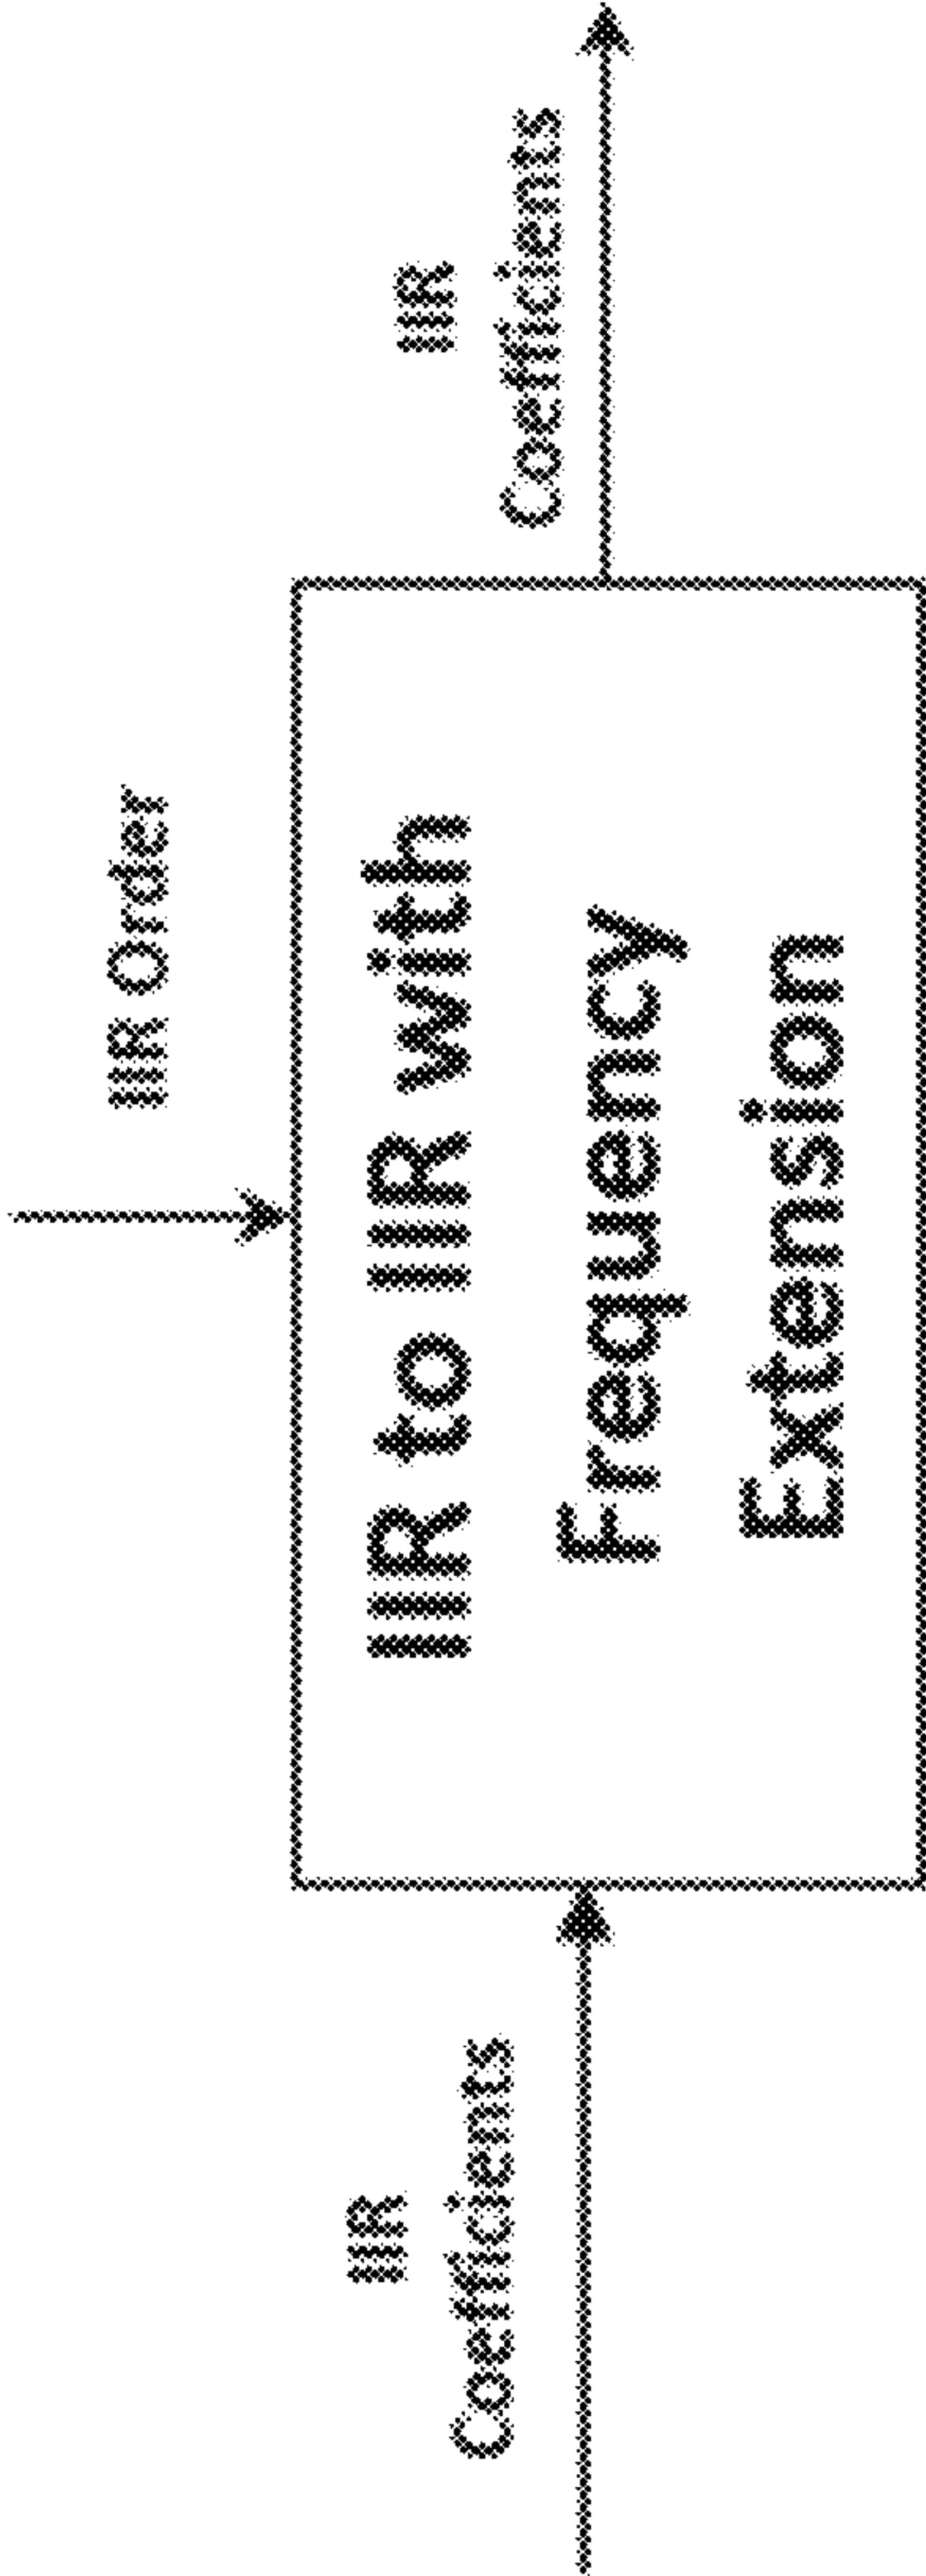 IIR Order
IIR
Coefficients
IIR to IIR with
Frequency
Extension
IIR
Coefficients